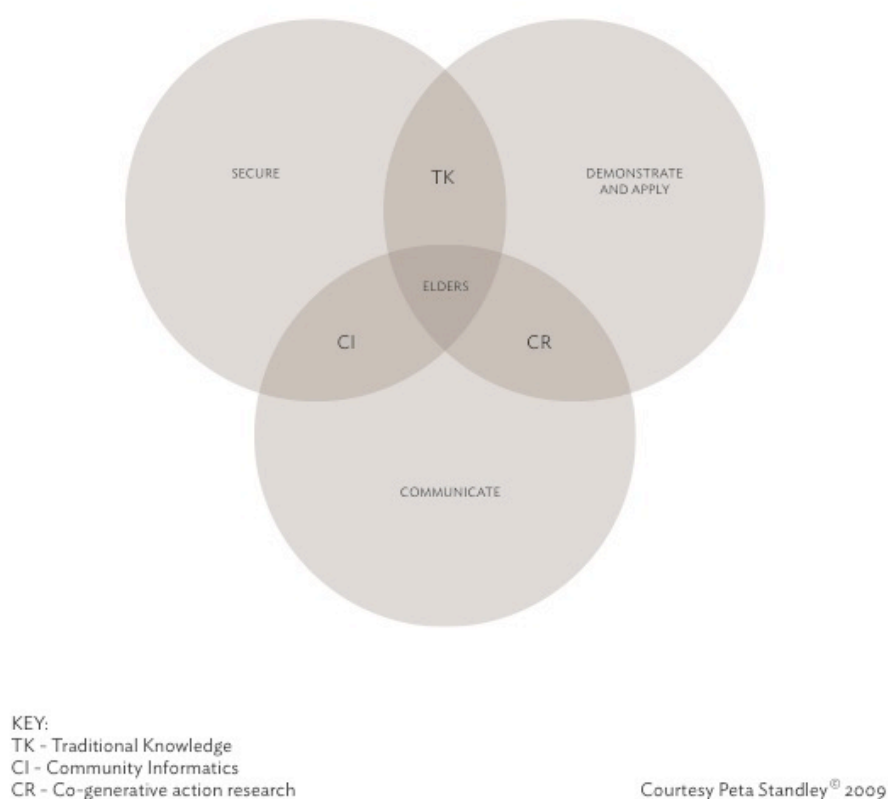 SECURE
TK
DEMONSTRATE
AND APPLY
ELDERS
CI
CR
COMMUNICATE
KEY:
TK - Traditional Knowledge
CI - Community Informatics
CR - Co-generative action research
Courtesy Peta Standley© 2009